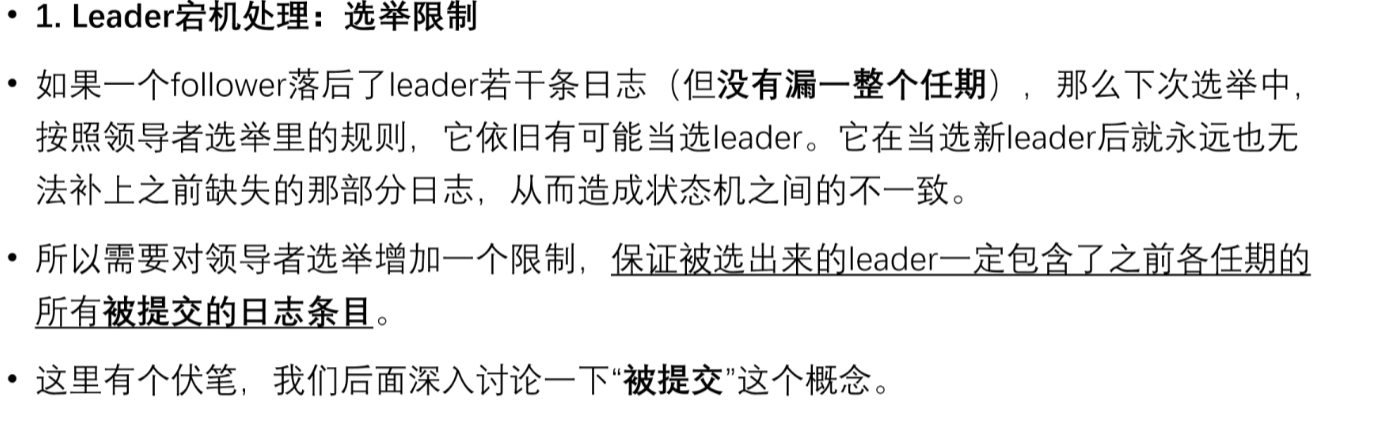 • 1. Leader宕机处理：选举限制
• 如果一个follower落后了leader若干条日志（但没有漏一整个任期），那么下次选举中，
按照领导者选举里的规则，它依旧有可能当选leader。它在当选新leader后就永远也无
法补上之前缺失的那部分日志，从而造成状态机之间的不一致。
• 所以需要对领导者选举增加一个限制，保证被选出来的leader一定包含了之前各任期的
所有被提交的日志条目。
• 这里有个伏笔，我们后面深入讨论一下“被提交”这个概念。